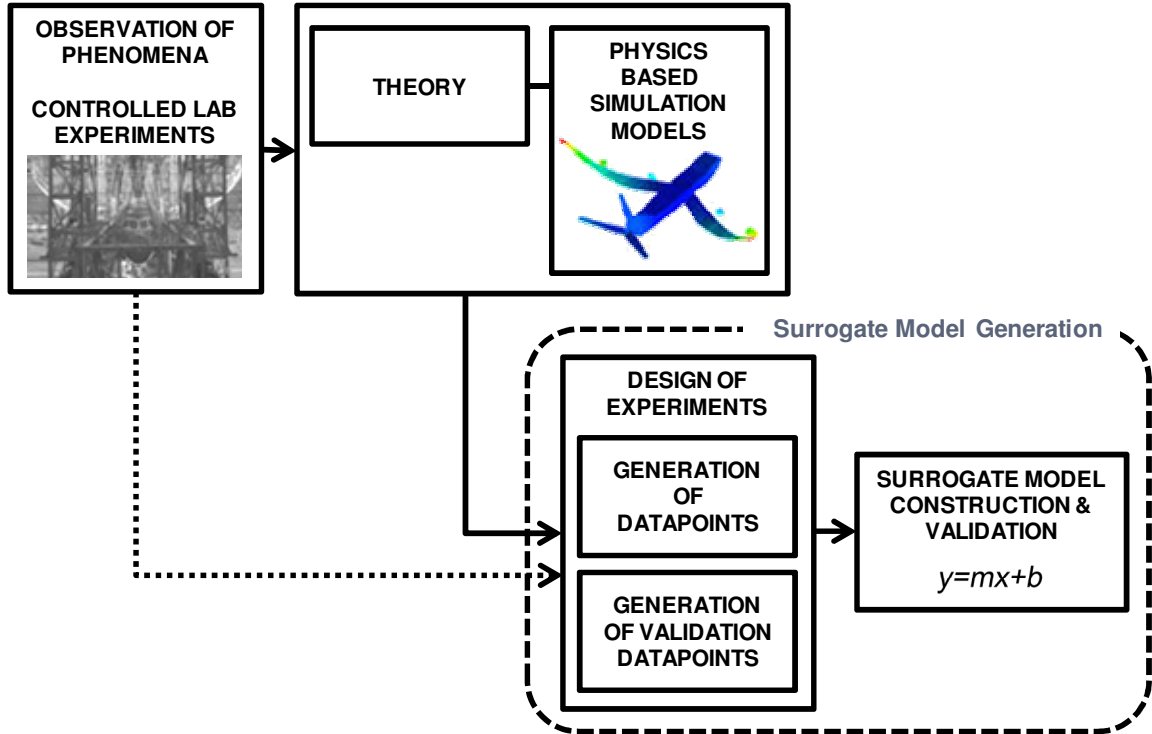 OBSERVATION OF
PHENOMENA
CONTROLLED LAB
EXPERIMENTS
THEORY
PHYSICS
BASED
SIMULATION
MODELS
Surrogate Model Generation
DESIGN OF
EXPERIMENTS
GENERATION
OF
DATAPOINTS
GENERATION
OF VALIDATION
DATAPOINTS
SURROGATE MODEL
CONSTRUCTION &
VALIDATION
y=mx+b